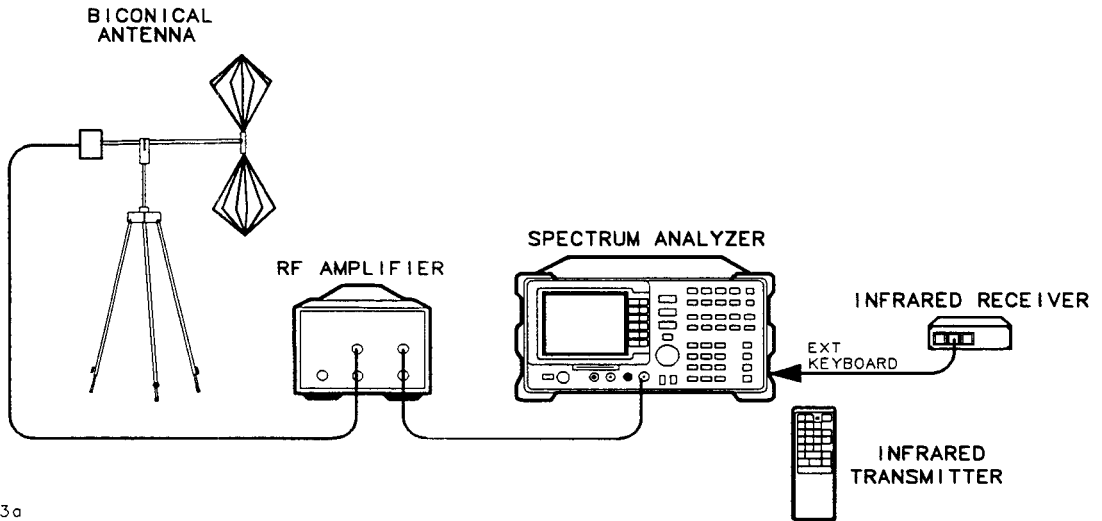 BICONICAL
ANTENNA
SPECTRUM ANALYZER
RF AMPLIFIER
INFRARED RECEIVER
EXT
KEYBOARD
INFRARED
TRANSMITTER
3a